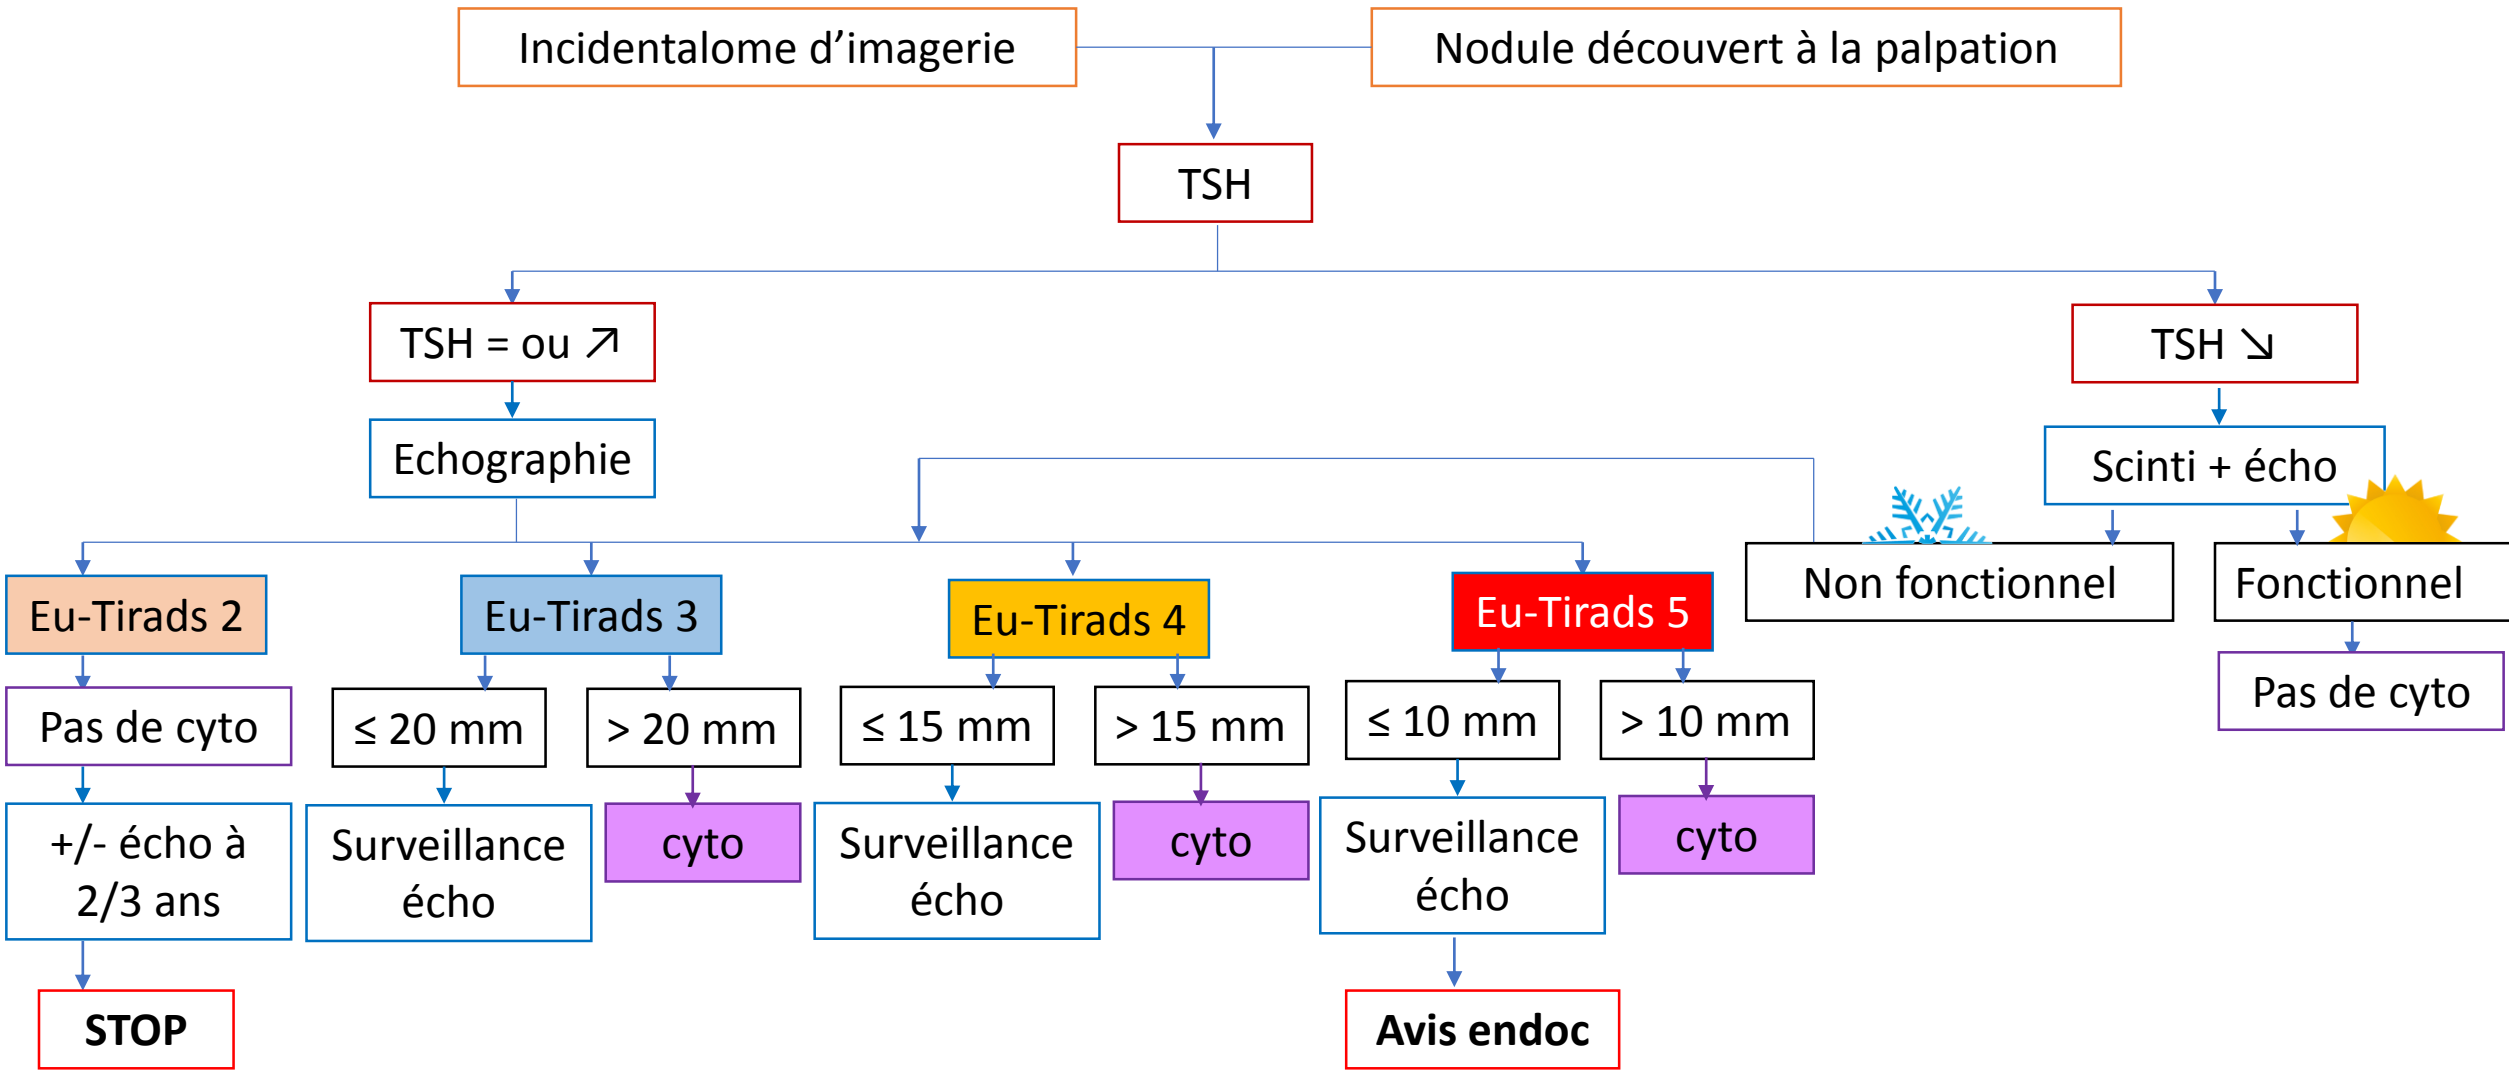 Incidentalome d’imagerie
Nodule découvert à la palpation
TSH
TSH = ou ↗
TSH ↘
Echographie
Scinti + écho
Non fonctionnel
Fonctionnel
Eu-Tirads 2
Eu-Tirads 3
Eu-Tirads 4
Eu-Tirads 5
Pas de cyto
≤ 20 mm
> 20 mm
≤ 15 mm
> 15 mm
≤ 10 mm
> 10 mm
Pas de cyto
+/- écho à
2/3 ans
Surveillance
écho
cyto
Surveillance
écho
cyto
Surveillance
écho
cyto
STOP
Avis endoc